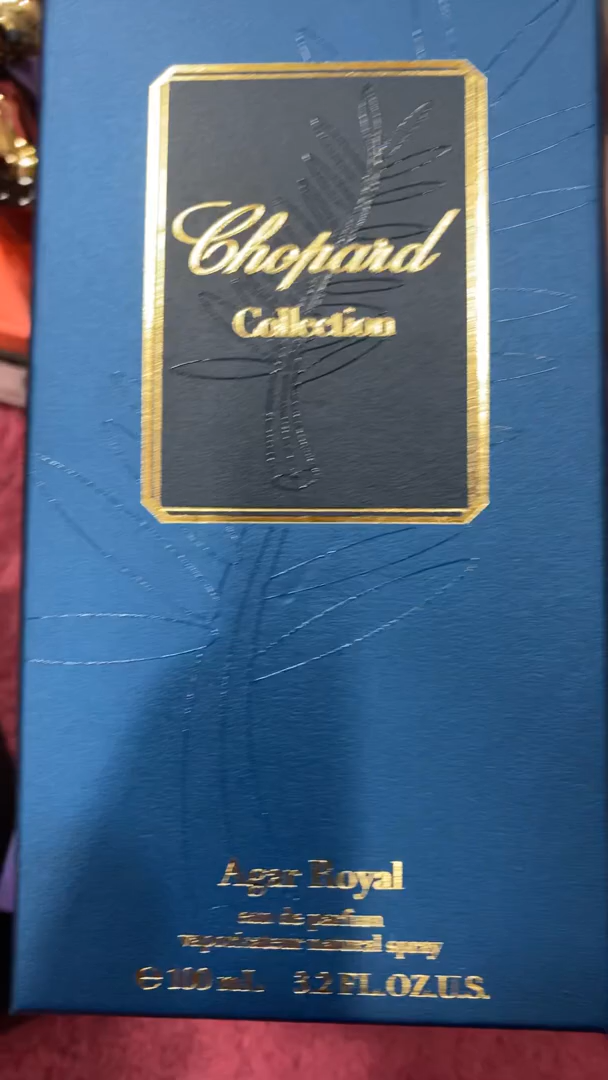 Chopard
Collection
Agar Royal
eau de parfum
vaporisateur natural spray
℮ 100 mL 3.2 FL.OZ.U.S.